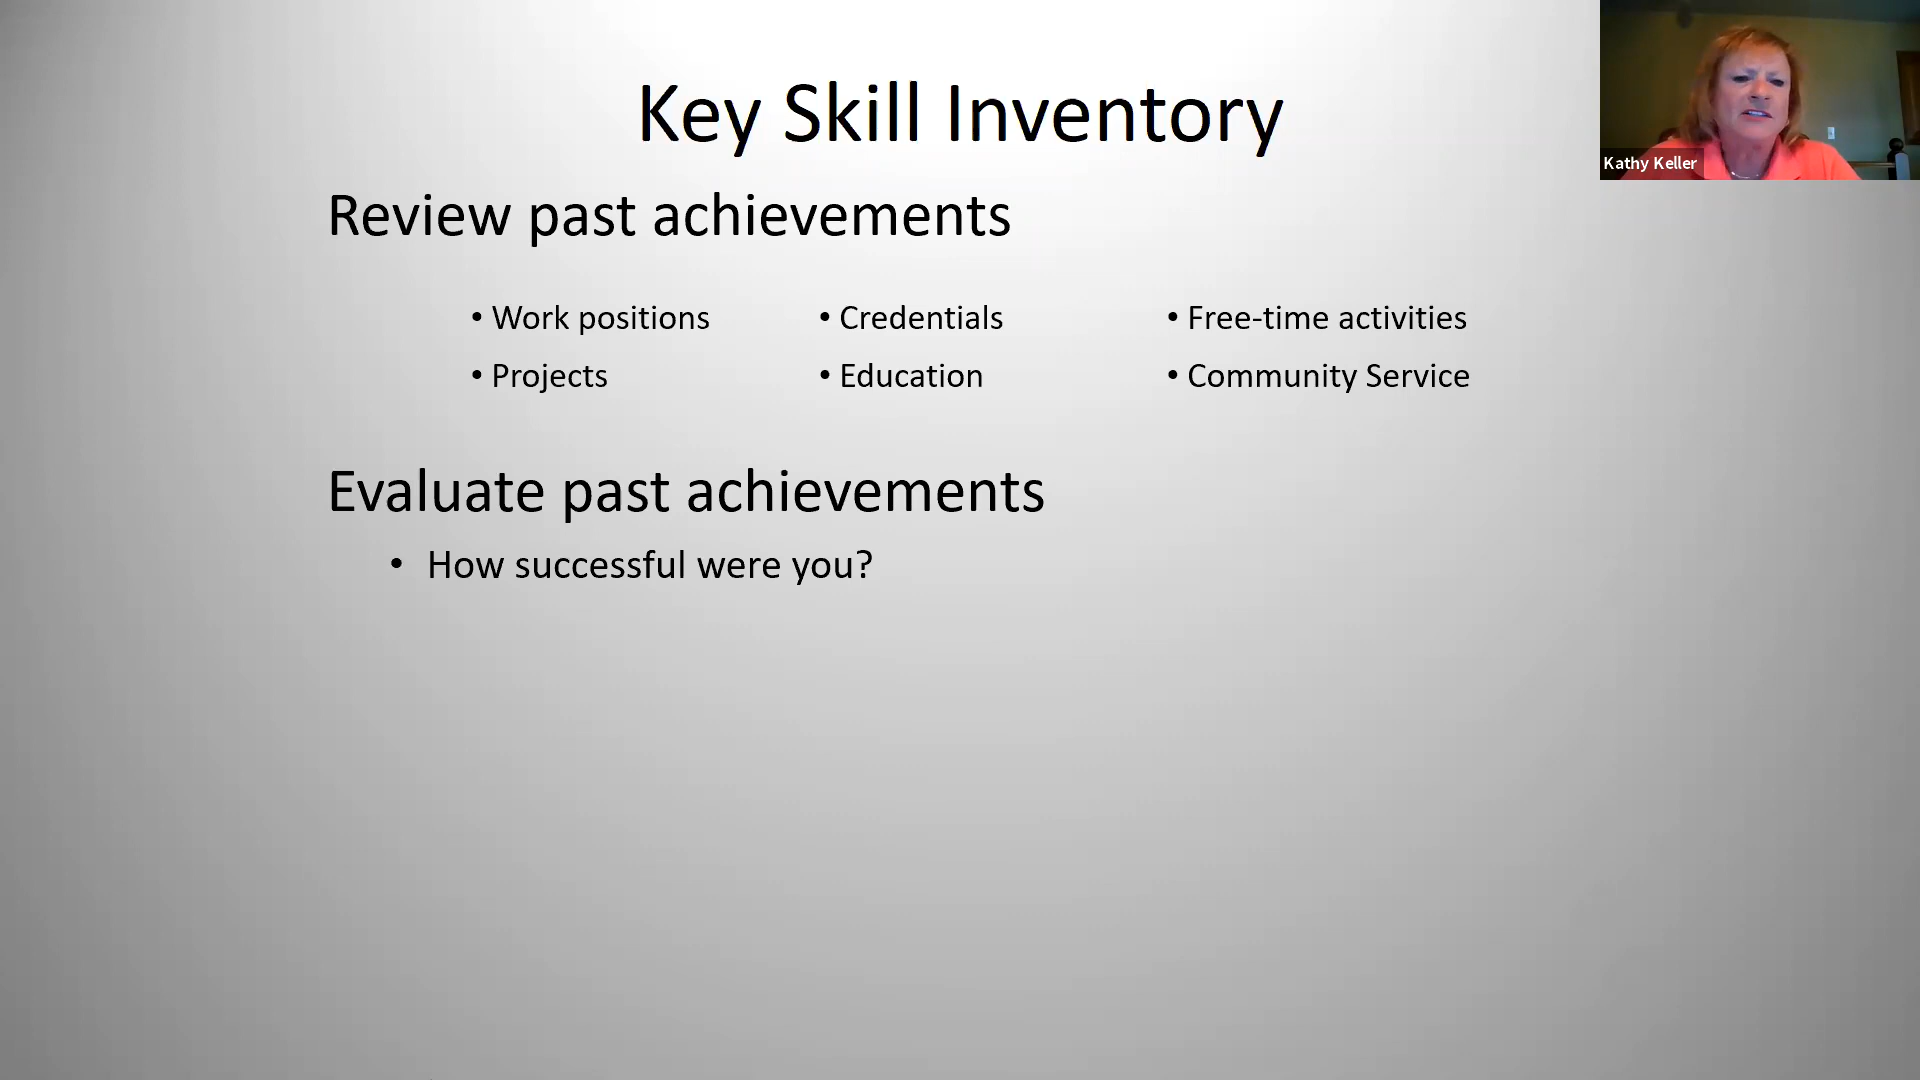 Key Skill Inventory
Kathy Keller
Review past achievements
• Work positions
• Projects
• Credentials
• Education
• Free-time activities
• Community Service
Evaluate past achievements
• How successful were you?